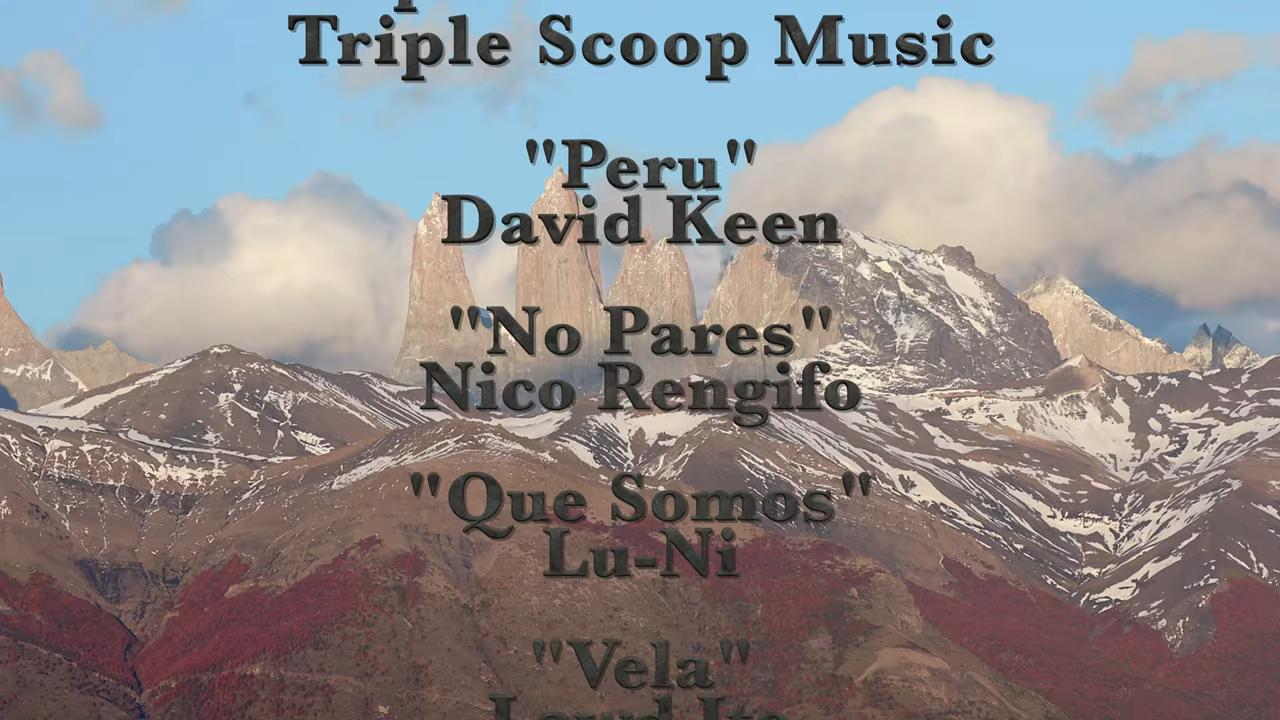 Triple Scoop Music
"Peru"
David Keen
"No Pares"
Nico Rengifo
"Que Somos"
Lu-Ni
"Vela"